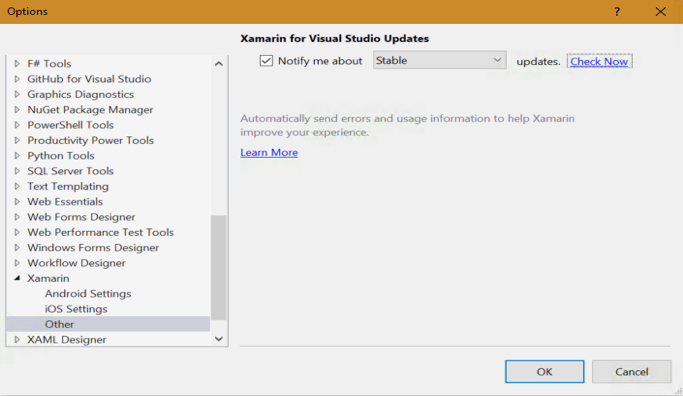 Options
?
Xamarin for Visual Studio Updates
Notify me about Stable updates. Check Now
Automatically send errors and usage information to help Xamarin
improve your experience.
Learn More
F# Tools
GitHub for Visual Studio
Graphics Diagnostics
NuGet Package Manager
PowerShell Tools
Productivity Power Tools
Python Tools
SQL Server Tools
Text Templating
Web Essentials
Web Forms Designer
Web Performance Test Tools
Windows Forms Designer
Workflow Designer
Xamarin
Android Settings
iOS Settings
Other
XAML Designer
OK
Cancel